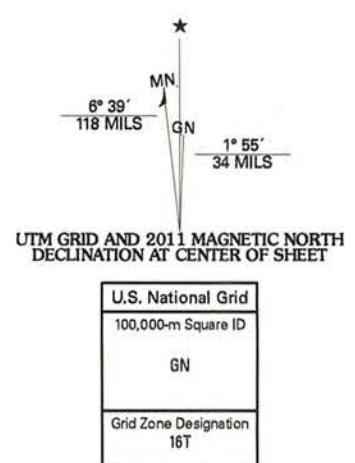 MN
6° 39´
118 MILS
GN
1° 55´
34 MILS
UTM GRID AND 2011 MAGNETIC NORTH
DECLINATION AT CENTER OF SHEET
U.S. National Grid
100,000-m Square ID
GN
Grid Zone Designation
16T